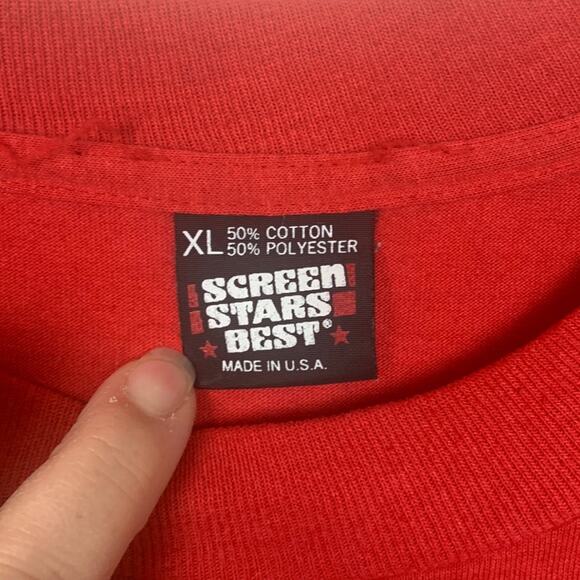 XL 50% COTTON
50% POLYESTER
SCREEn
STARS
BEST®
MADE IN U.S.A.